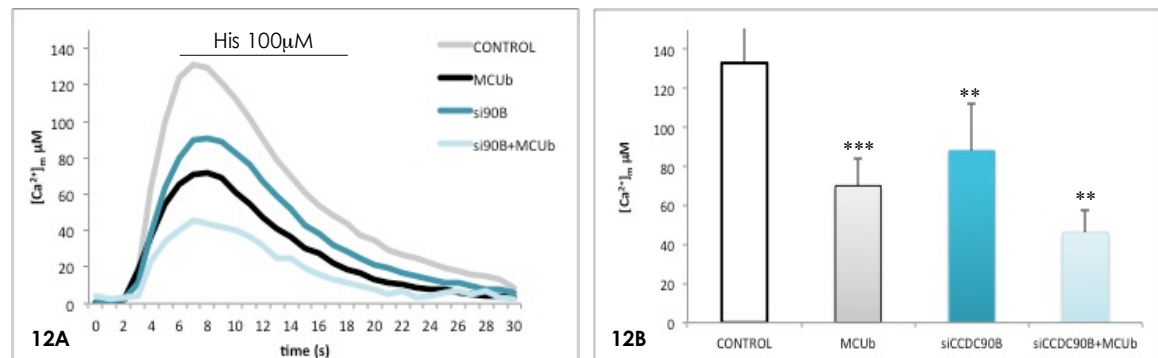 His 100μM
CONTROL
MCUb
si90B
si90B+MCUb
[Ca²⁺]ₘ μM
140
120
100
80
60
40
20
0
0 2 4 6 8 10 12 14 16 18 20 22 24 26 28 30
time (s)
12A
[Ca²⁺]ₘ μM
140
120
100
80
60
40
20
0
***
**
**
CONTROL MCUb siCCDC90B siCCDC90B+MCUb
12B